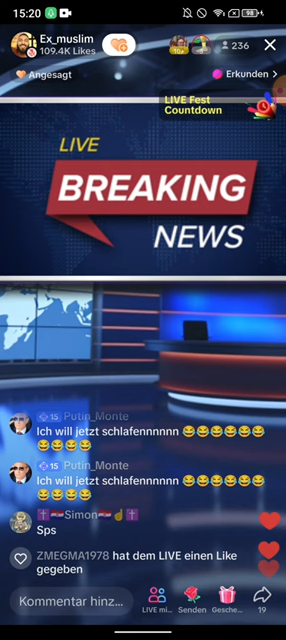 15:20
98
Ex_muslim
109.4K Likes
10+
236
Angesagt
Erkunden
LIVE Fest
Countdown
LIVE
BREAKING
NEWS
15 Putin_Monte
Ich will jetzt schlafennnnnn 😂😂😂😂😂😂
😂😂😂😂
15 Putin_Monte
Ich will jetzt schlafennnnnn 😂😂😂😂😂😂
😂😂😂😂
✝️🇭🇷Simon🇭🇷☝️✝️
Sps
ZMEGMA1978 hat dem LIVE einen Like
gegeben
Kommentar hinz...
LIVE mi...
Senden
Gesche...
19